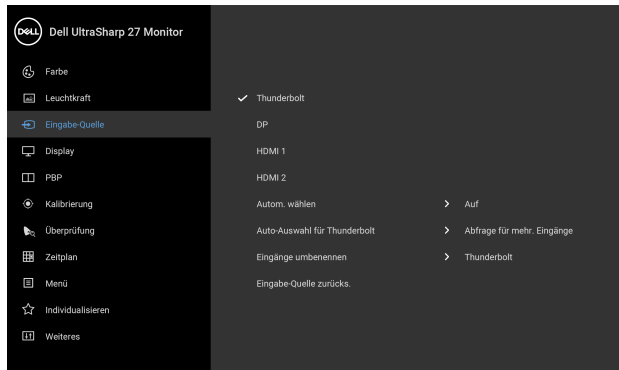 DELL Dell UltraSharp 27 Monitor
Farbe
Leuchtkraft
Eingabe-Quelle
Display
PBP
Kalibrierung
Überprüfung
Zeitplan
Menü
Individualisieren
Weiteres
Thunderbolt
DP
HDMI 1
HDMI 2
Autom. wählen Auf
Auto-Auswahl für Thunderbolt Abfrage für mehr. Eingänge
Eingänge umbenennen Thunderbolt
Eingabe-Quelle zurücks.